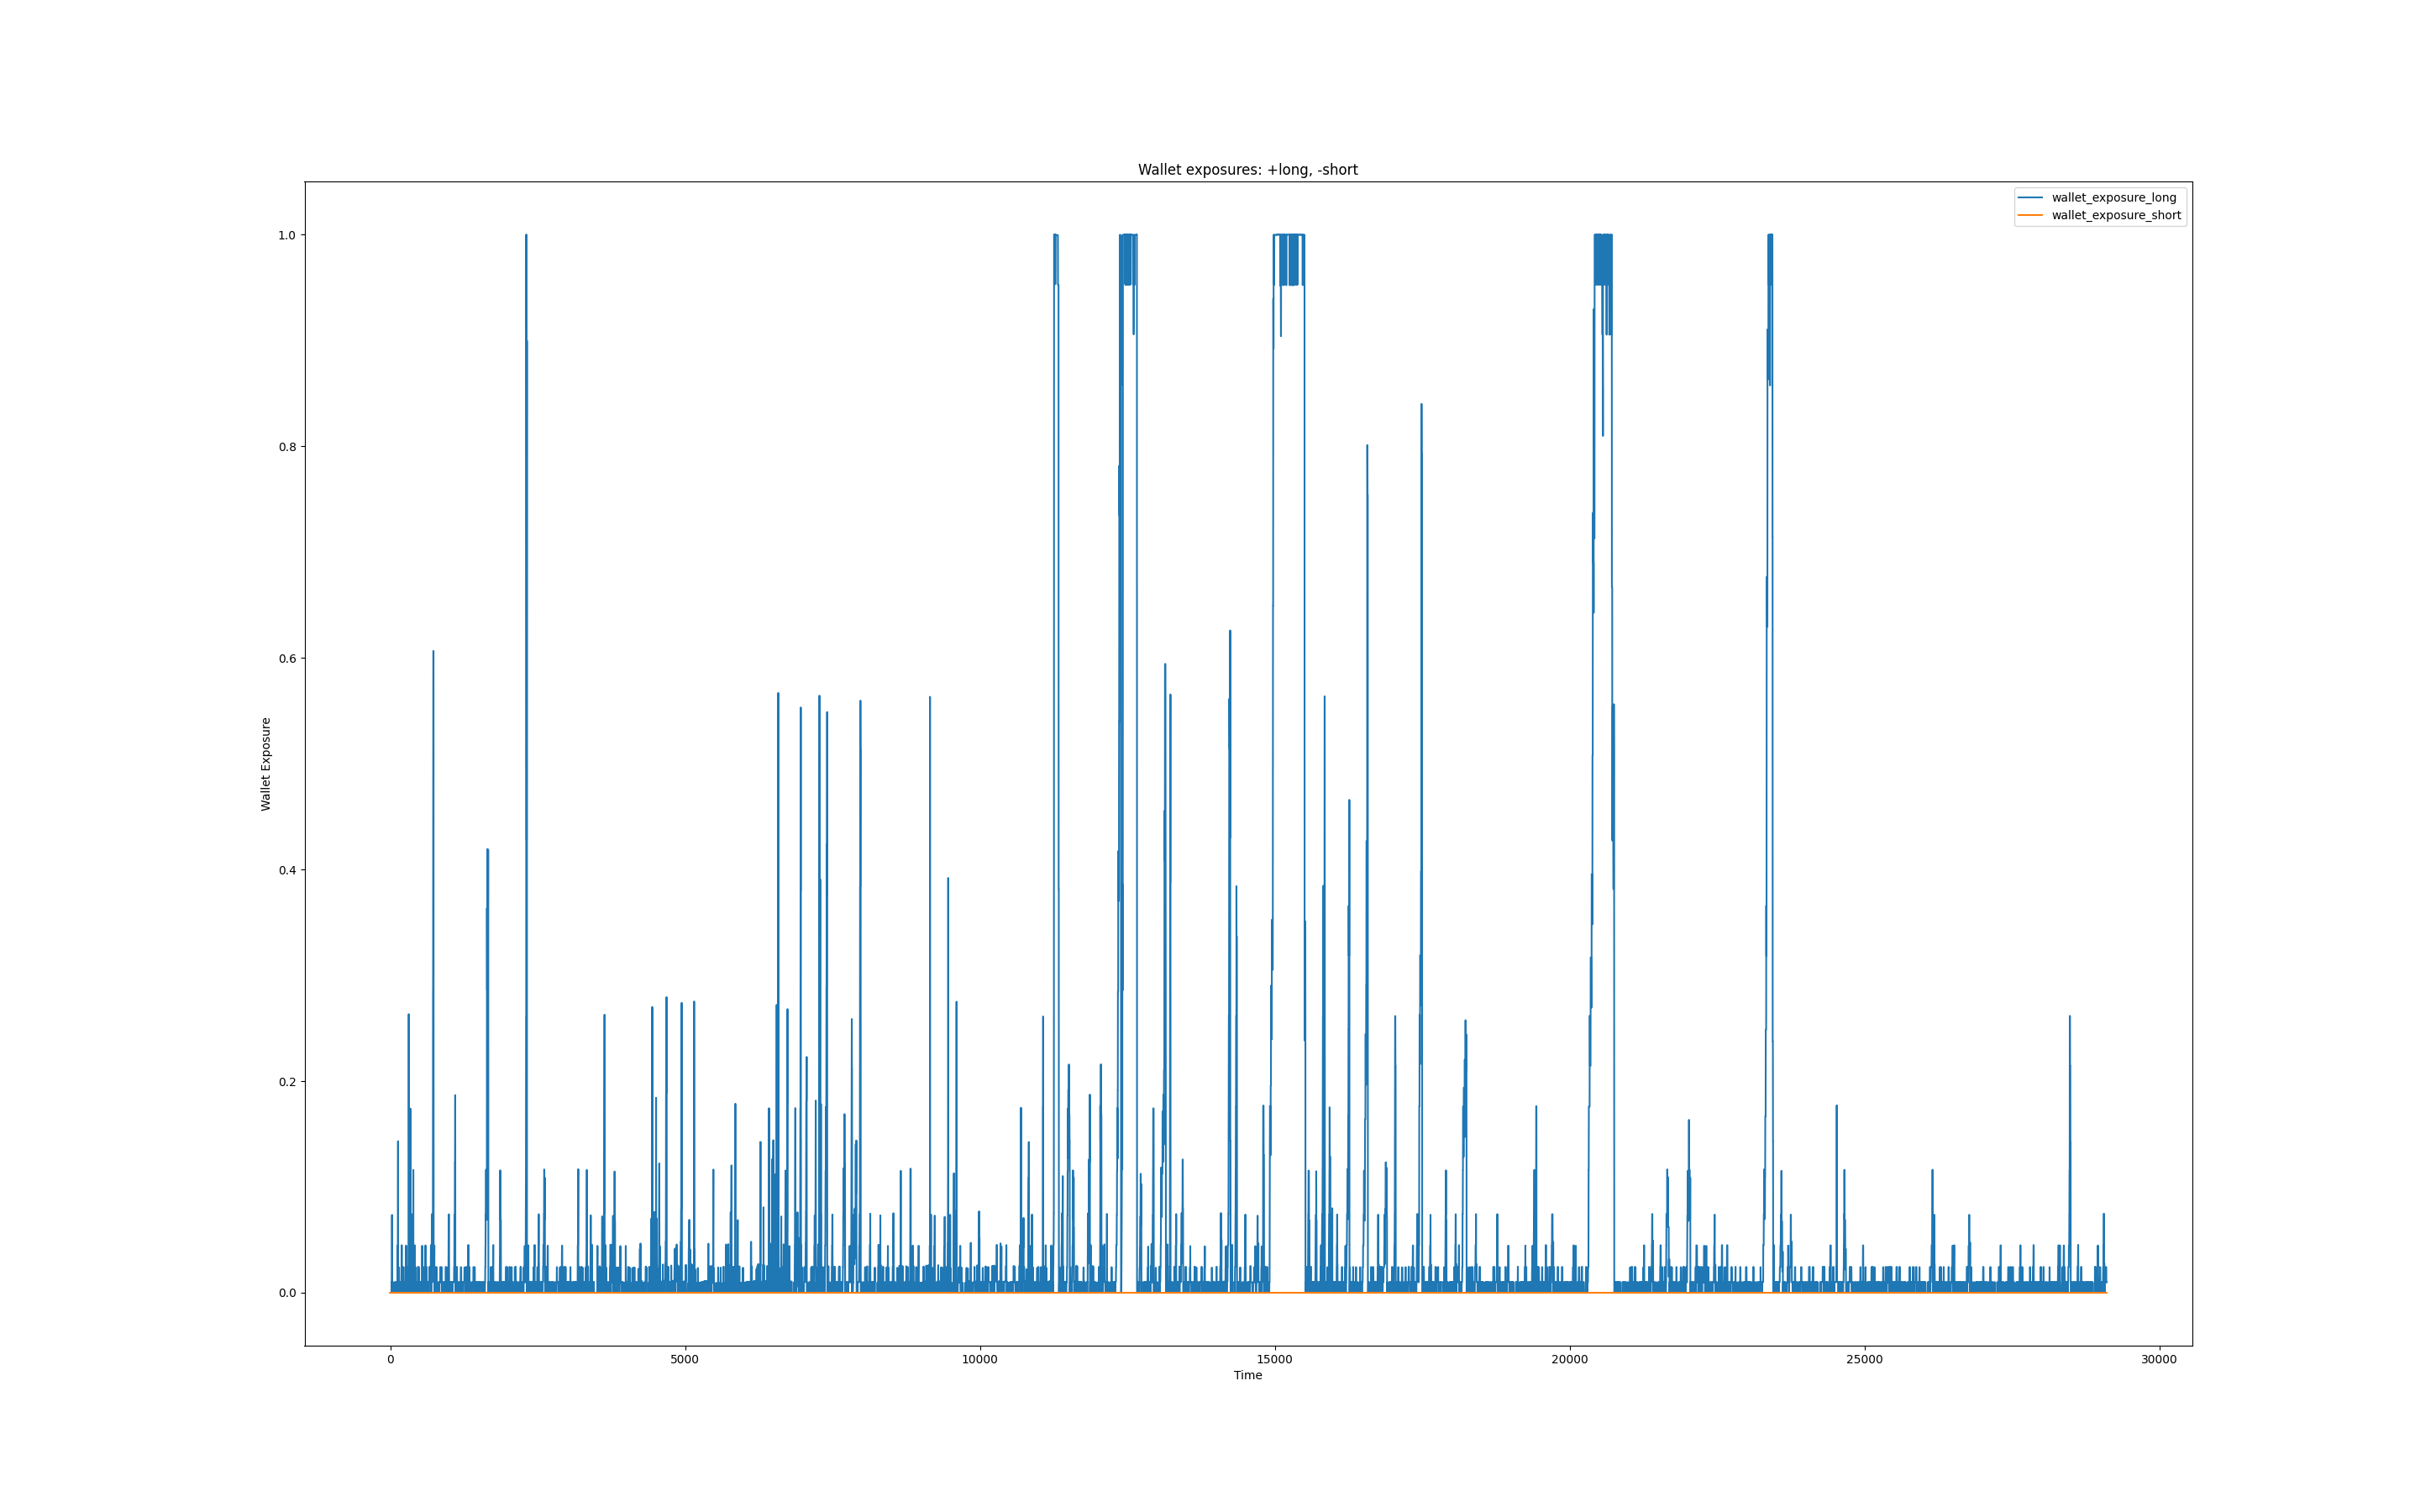 Wallet exposures: +long, -short
wallet_exposure_long
wallet_exposure_short
1.0
0.8
0.6
0.4
0.2
0.0
Wallet Exposure
0 5000 10000 15000 20000 25000 30000
Time